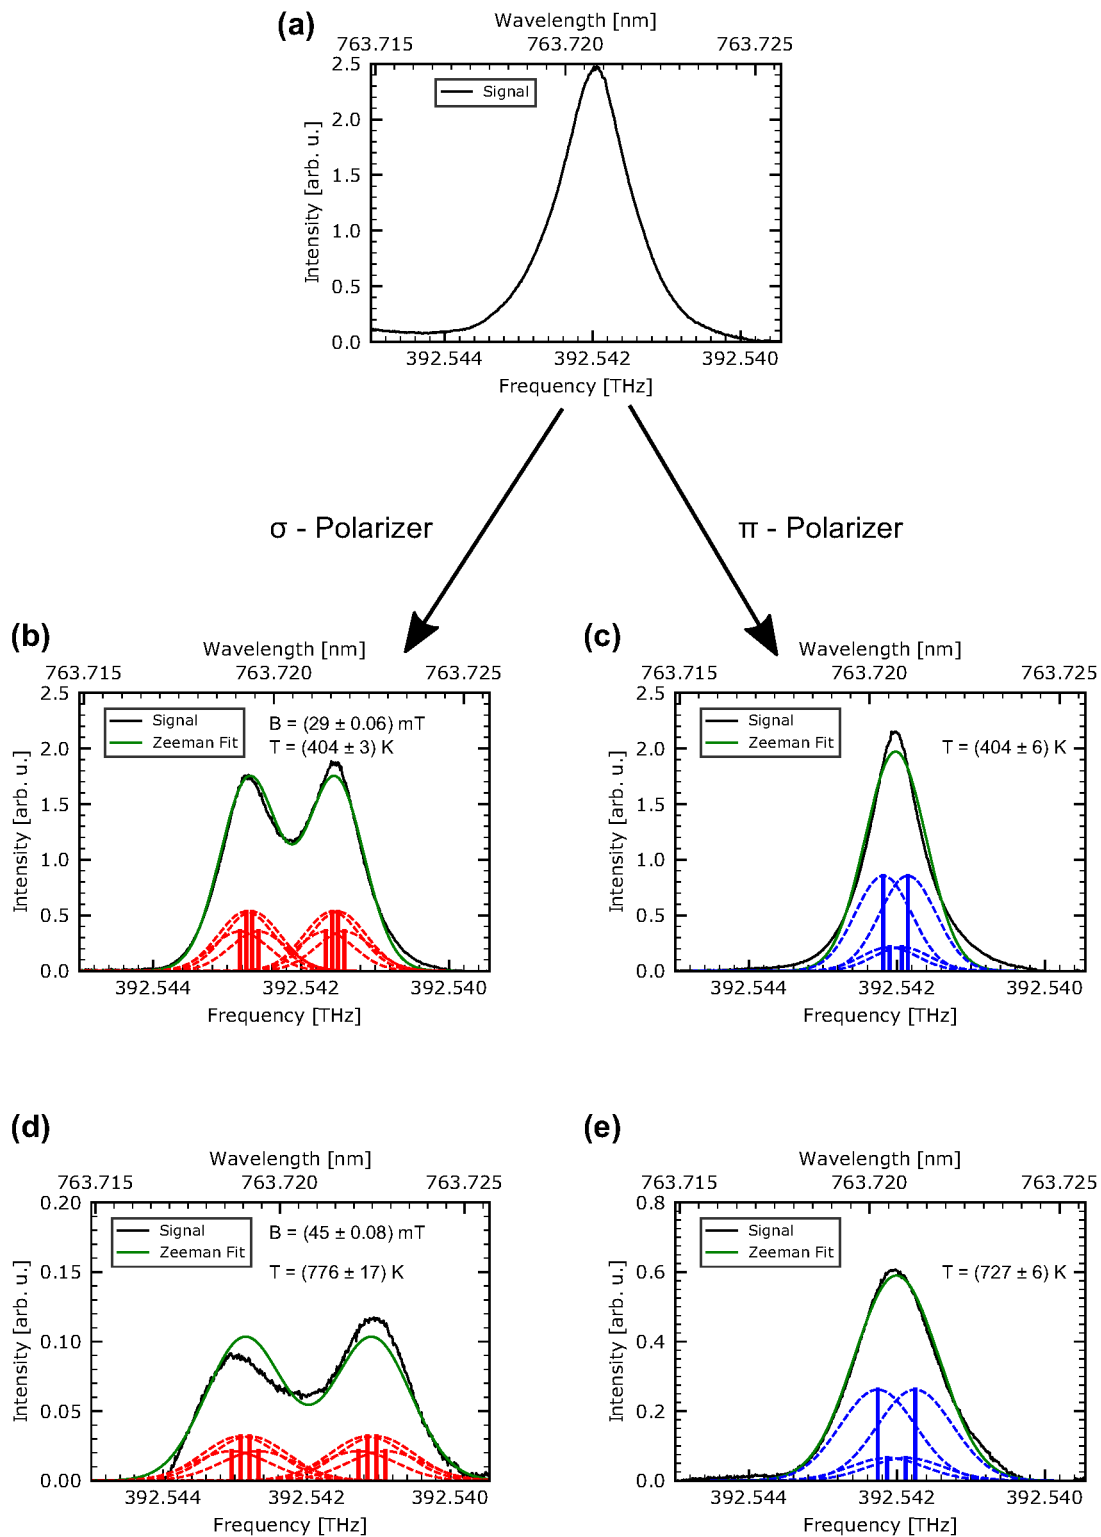 (a)
Wavelength [nm]
763.715 763.720 763.725
Signal
Intensity [arb. u.]
2.5
2.0
1.5
1.0
0.5
0.0
392.544 392.542 392.540
Frequency [THz]
σ - Polarizer
π - Polarizer
(b)
Wavelength [nm]
763.715 763.720 763.725
Signal
Zeeman Fit
B = (29 ± 0.06) mT
T = (404 ± 3) K
Intensity [arb. u.]
2.5
2.0
1.5
1.0
0.5
0.0
392.544 392.542 392.540
Frequency [THz]
(c)
Wavelength [nm]
763.715 763.720 763.725
Signal
Zeeman Fit
T = (404 ± 6) K
Intensity [arb. u.]
2.5
2.0
1.5
1.0
0.5
0.0
392.544 392.542 392.540
Frequency [THz]
(d)
Wavelength [nm]
763.715 763.720 763.725
Signal
Zeeman Fit
B = (45 ± 0.08) mT
T = (776 ± 17) K
Intensity [arb. u.]
0.20
0.15
0.10
0.05
0.00
392.544 392.542 392.540
Frequency [THz]
(e)
Wavelength [nm]
763.715 763.720 763.725
Signal
Zeeman Fit
T = (727 ± 6) K
Intensity [arb. u.]
0.8
0.6
0.4
0.2
0.0
392.544 392.542 392.540
Frequency [THz]